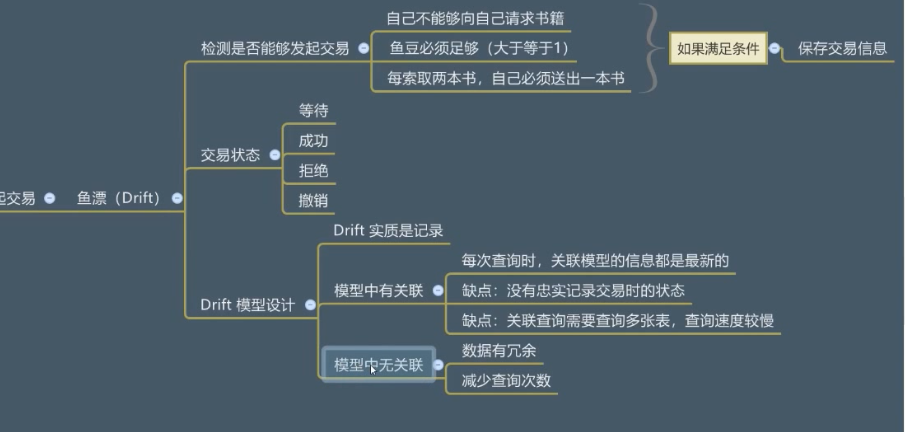 自己不能够向自己请求书籍
检测是否能够发起交易
鱼豆必须足够（大于等于1）
如果满足条件
保存交易信息
每索取两本书，自己必须送出一本书
等待
交易状态
成功
拒绝
撤销
起交易
鱼漂（Drift）
Drift 实质是记录
每次查询时，关联模型的信息都是最新的
Drift 模型设计
模型中有关联
缺点：没有忠实记录交易时的状态
缺点：关联查询需要查询多张表，查询速度较慢
模型中无关联
数据有冗余
减少查询次数